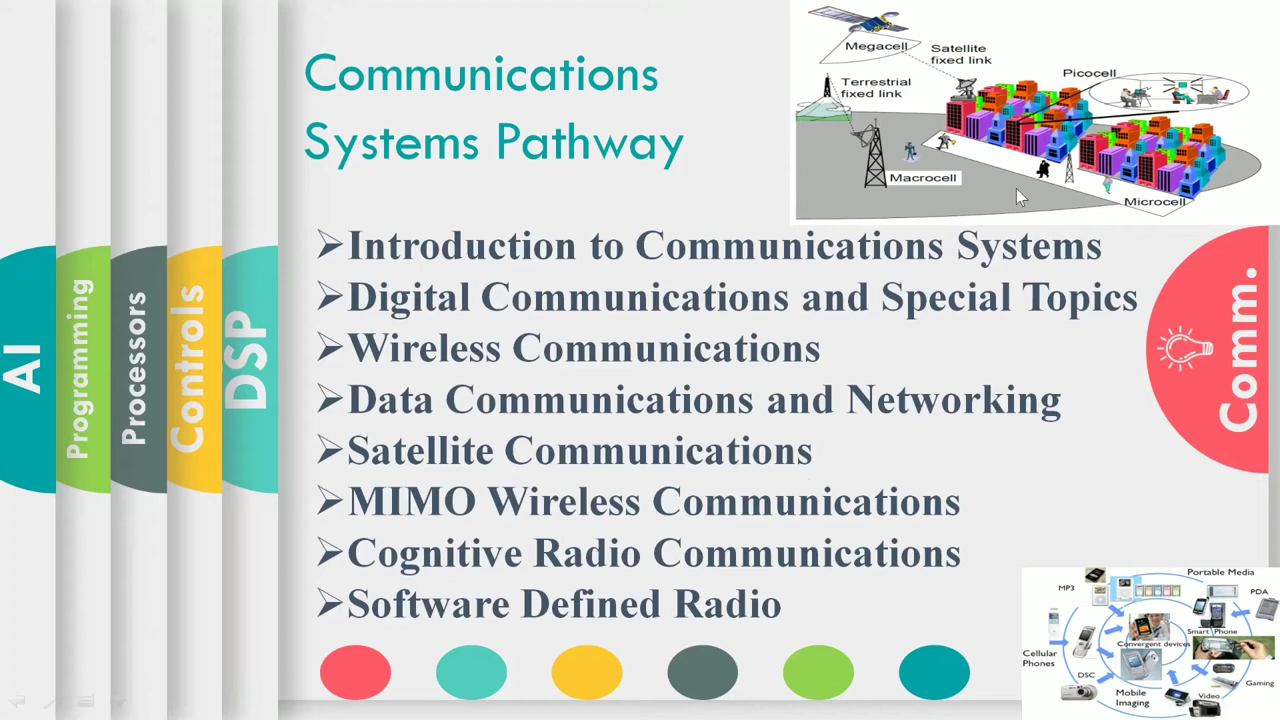 Communications
Systems Pathway
Megacell
Satellite
fixed link
Terrestrial
fixed link
Picocell
Macrocell
Microcell
AI
Programming
Processors
Controls
DSP
Introduction to Communications Systems
Digital Communications and Special Topics
Wireless Communications
Data Communications and Networking
Satellite Communications
MIMO Wireless Communications
Cognitive Radio Communications
Software Defined Radio
Comm.
Portable Media
MP3
PDA
Smart Phone
Convergent devices
Cellular
Phones
DSC
Gaming
Mobile
Imaging
Video